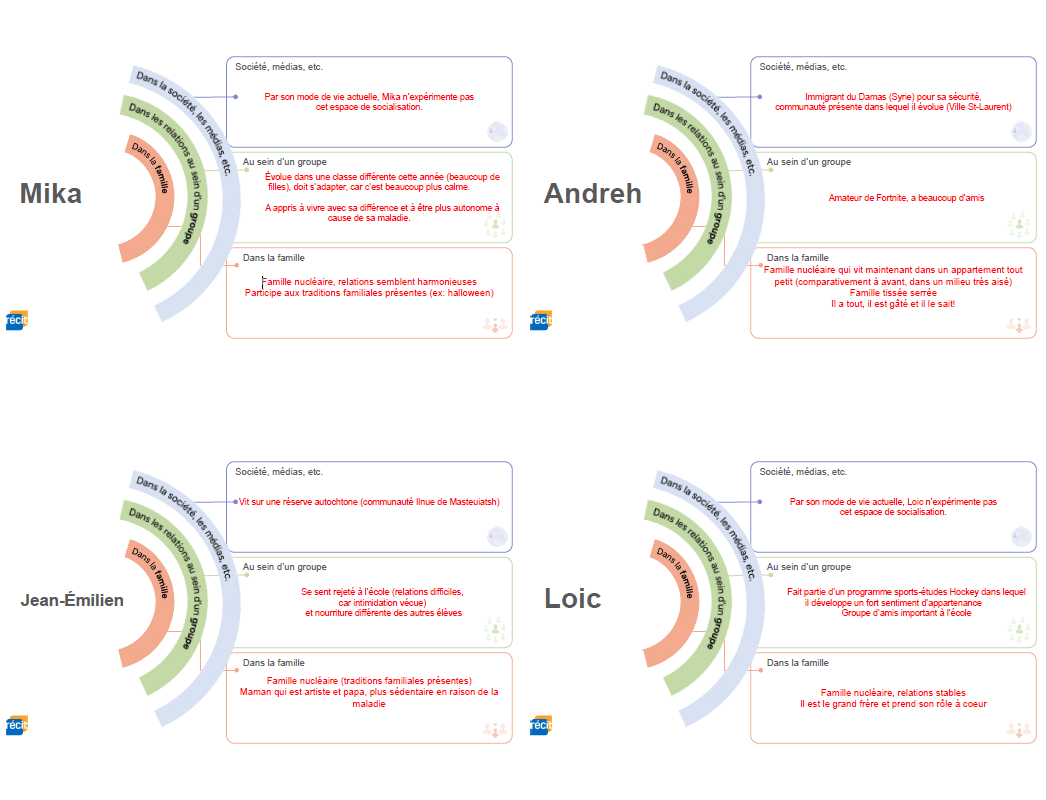 Mika
Dans la société, les médias, etc.
Dans les relations au sein d'un groupe
Dans la famille
Société, médias, etc.
Par son mode de vie actuelle, Mika n'expérimente pas
cet espace de socialisation.
Au sein d'un groupe
Évolue dans une classe différente cette année (beaucoup de
filles), doit s'adapter, car c'est beaucoup plus calme.
A appris à vivre avec sa différence et à être plus autonome à
cause de sa maladie.
Dans la famille
Famille nucléaire, relations semblent harmonieuses
Participe aux traditions familiales présentes (ex: halloween)
récit
Andreh
Dans la société, les médias, etc.
Dans les relations au sein d'un groupe
Dans la famille
Société, médias, etc.
Immigrant du Damas (Syrie) pour sa sécurité,
communauté présente dans lequel il évolue (Ville St-Laurent)
Au sein d'un groupe
Amateur de Fortnite, a beaucoup d'amis
Dans la famille
Famille nucléaire qui vit maintenant dans un appartement tout
petit (comparativement à avant, dans un milieu très aisé)
Famille tissée serrée
Il a tout, il est gâté et il le sait!
récit
Jean-Émilien
Dans la société, les médias, etc.
Dans les relations au sein d'un groupe
Dans la famille
Société, médias, etc.
Vit sur une réserve autochtone (communauté Ilnue de Masteuiatsh)
Au sein d'un groupe
Se sent rejeté à l'école (relations difficiles,
car intimidation vécue)
et nourriture différente des autres élèves
Dans la famille
Famille nucléaire (traditions familiales présentes)
Maman qui est artiste et papa, plus sédentaire en raison de la
maladie
récit
Loic
Dans la société, les médias, etc.
Dans les relations au sein d'un groupe
Dans la famille
Société, médias, etc.
Par son mode de vie actuelle, Loic n'expérimente pas
cet espace de socialisation.
Au sein d'un groupe
Fait partie d'un programme sports-études Hockey dans lequel
il développe un fort sentiment d'appartenance
Groupe d'amis important à l'école
Dans la famille
Famille nucléaire, relations stables
Il est le grand frère et prend son rôle à coeur
récit